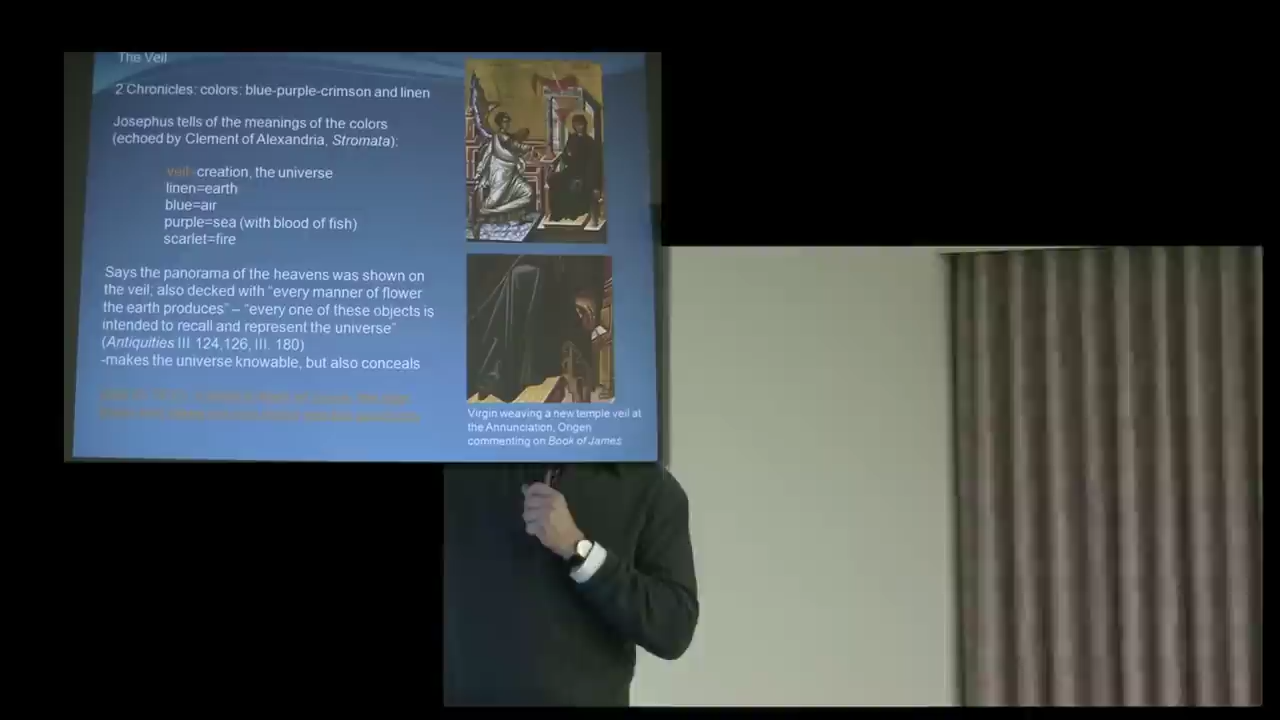 The Veil
2 Chronicles: colors: blue-purple-crimson and linen
Josephus tells of the meanings of the colors
(echoed by Clement of Alexandria, Stromata):
veil=creation, the universe
linen=earth
blue=air
purple=sea (with blood of fish)
scarlet=fire
Says the panorama of the heavens was shown on
the veil, also decked with “every manner of flower
the earth produces” – “every one of these objects is
intended to recall and represent the universe”
(Antiquities III 124,126, III. 180)
-makes the universe knowable, but also conceals
Virgin weaving a new temple veil at
the Annunciation, Origen
commenting on Book of James